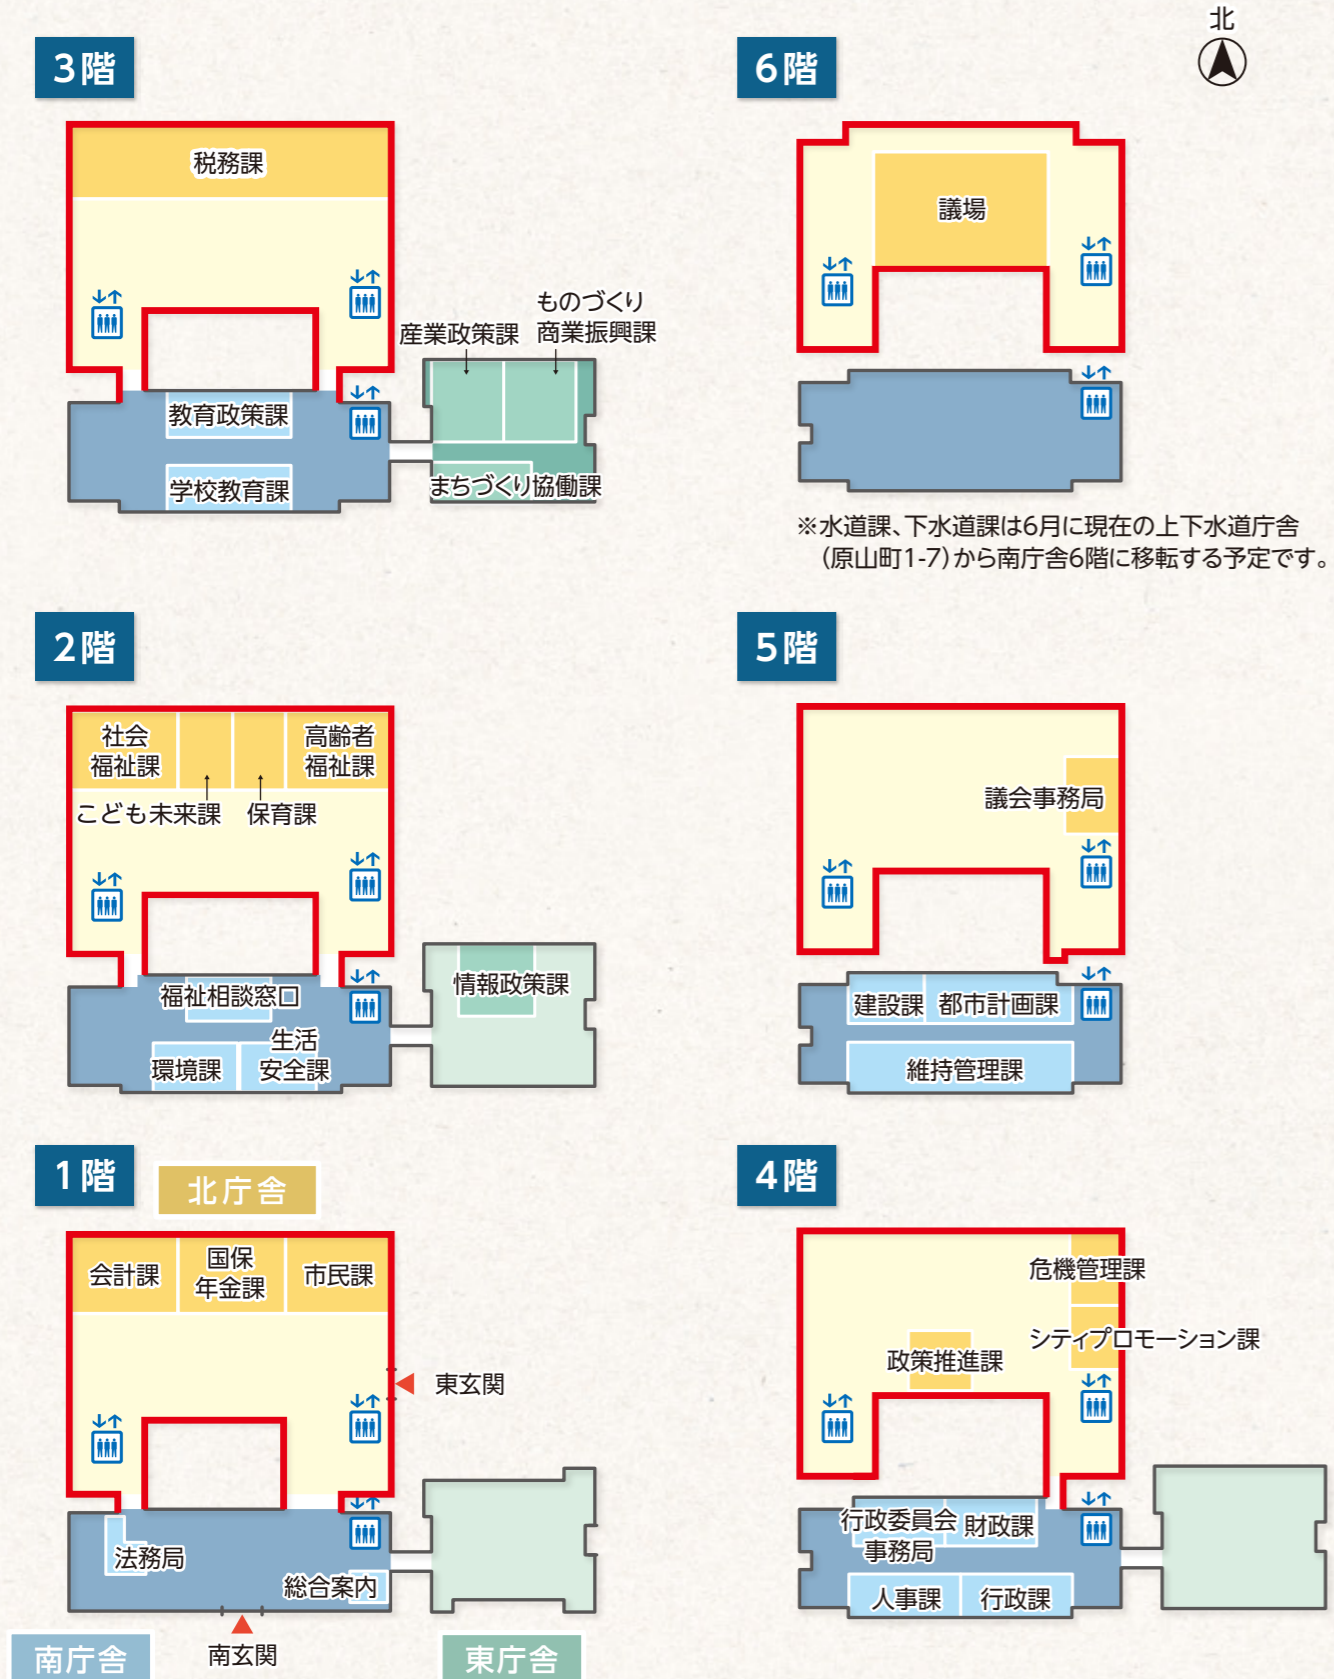 北
3階
税務課
産業政策課
ものづくり
商業振興課
教育政策課
学校教育課
まちづくり協働課
6階
議場
※水道課、下水道課は6月に現在の上下水道庁舎
(原山町1-7)から南庁舎6階に移転する予定です。
2階
社会
福祉課
高齢者
福祉課
こども未来課
保育課
福祉相談窓口
環境課
生活
安全課
情報政策課
5階
議会事務局
建設課
都市計画課
維持管理課
1階
北庁舎
会計課
国保
年金課
市民課
東玄関
法務局
総合案内
南玄関
南庁舎
東庁舎
4階
危機管理課
シティプロモーション課
政策推進課
行政委員会
事務局
財政課
人事課
行政課